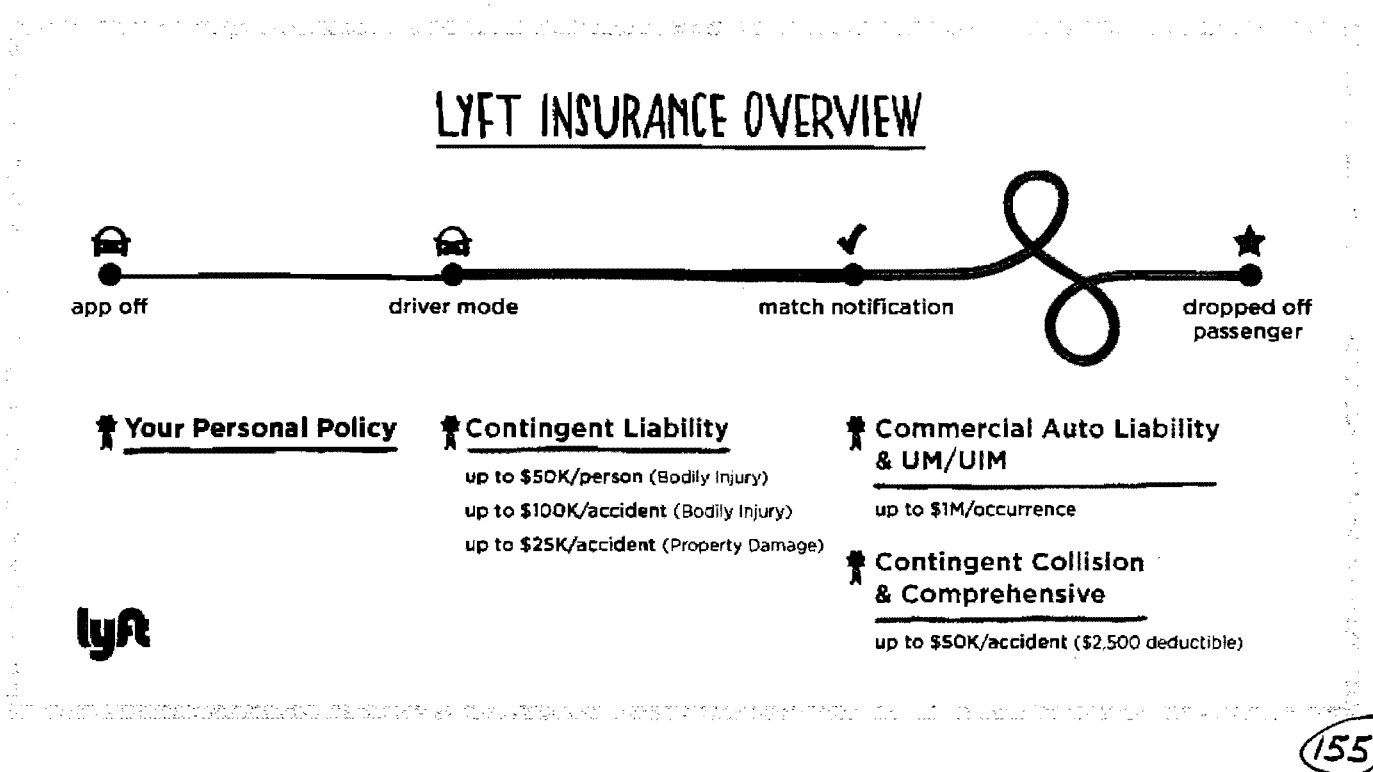 LYFT INSURANCE OVERVIEW
app off
driver mode
match notification
dropped off
passenger
Your Personal Policy
Contingent Liability
up to $50K/person (Bodily Injury)
up to $100K/accident (Bodily Injury)
up to $25K/accident (Property Damage)
Commercial Auto Liability
& UM/UIM
up to $1M/occurrence
Contingent Collision
& Comprehensive
up to $50K/accident ($2,500 deductible)
lyft
155